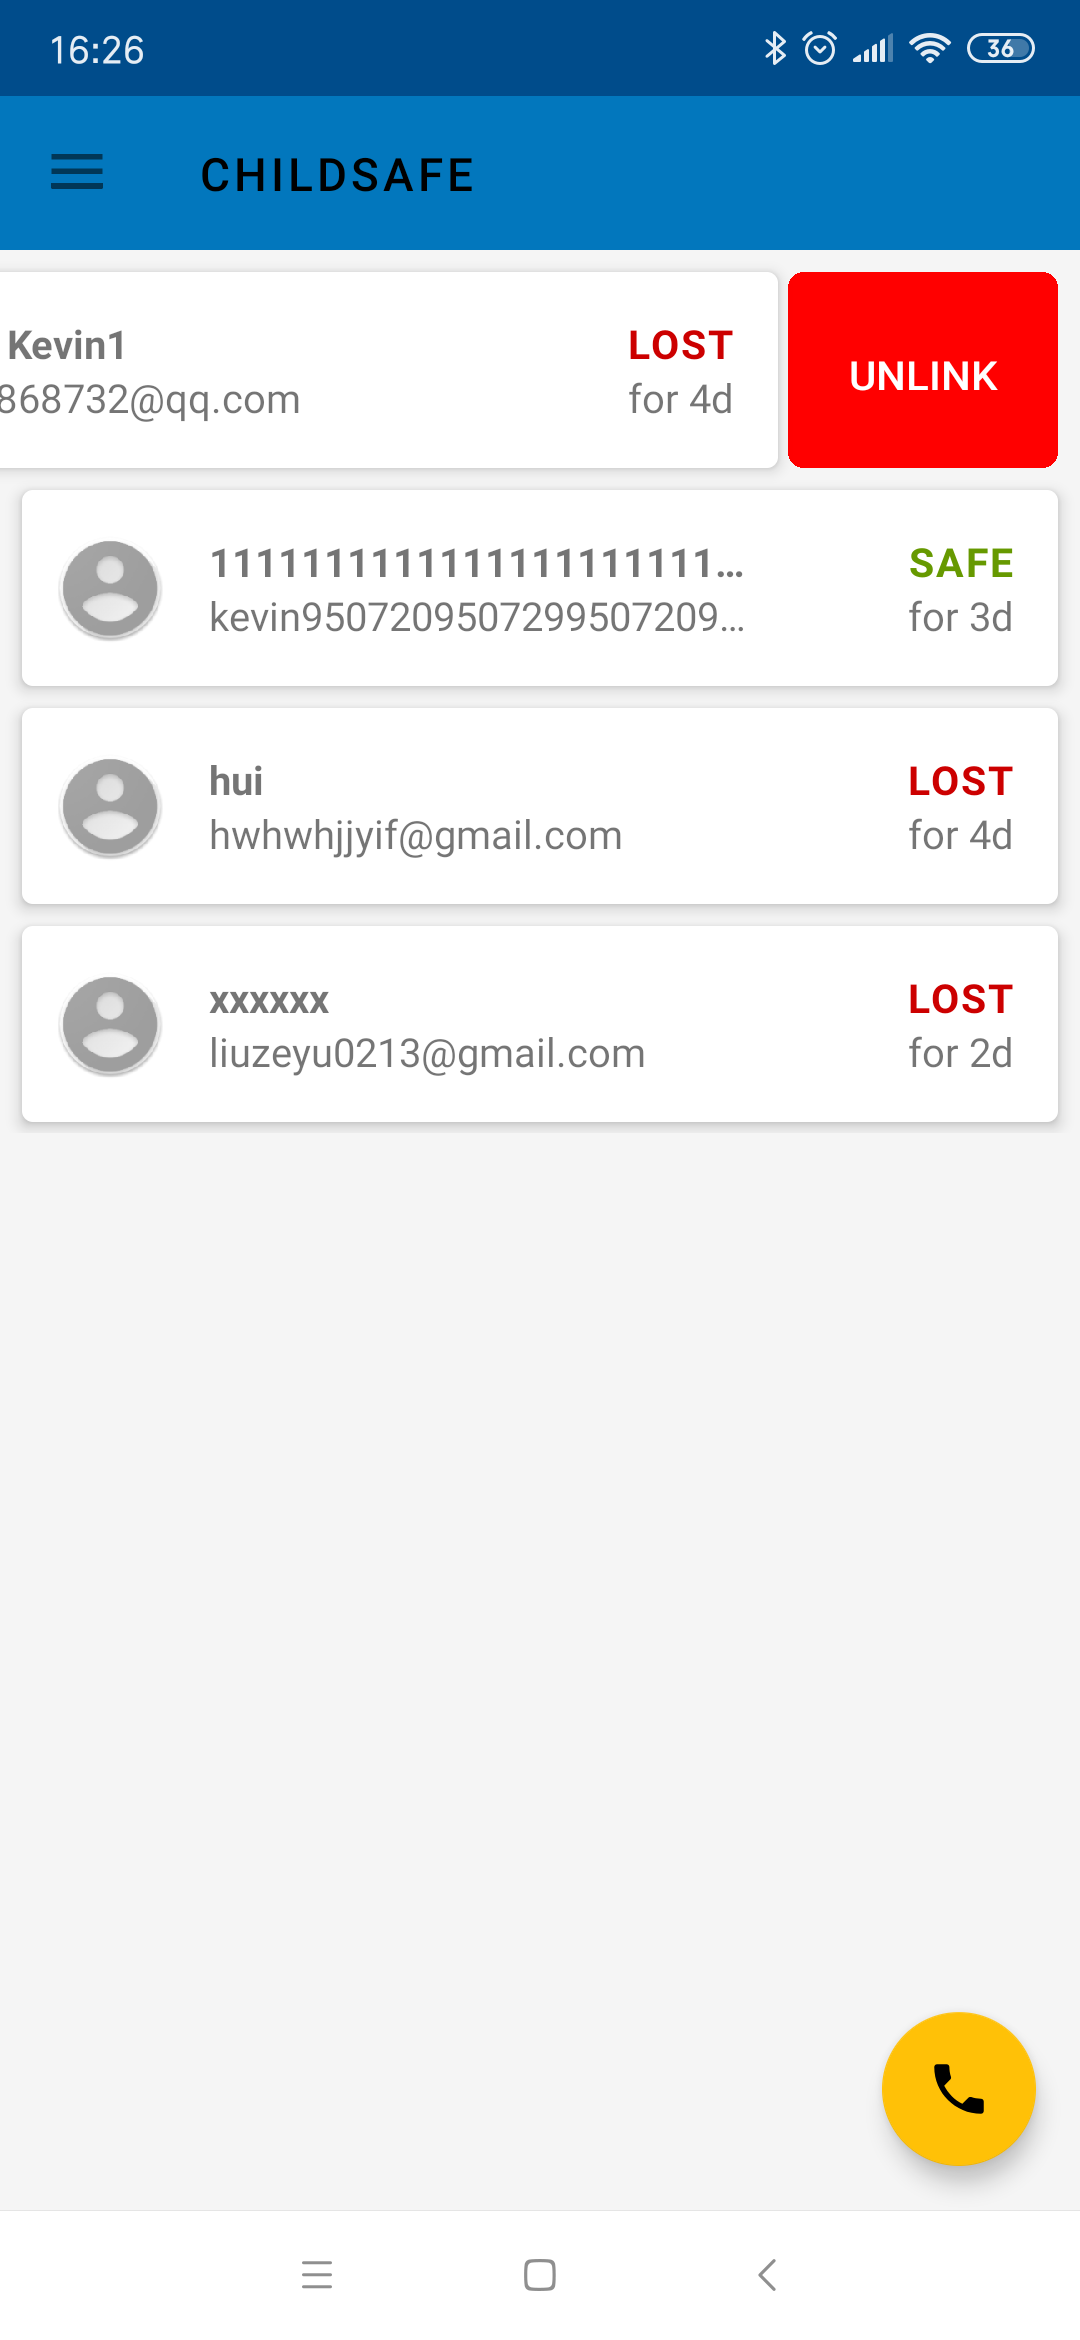 16:26
36
CHILDSAFE
Kevin1
LOST
868732@qq.com
for 4d
UNLINK
11111111111111111111111...
SAFE
kevin9507209507299507209...
for 3d
hui
LOST
hwhwhjjyif@gmail.com
for 4d
xxxxxx
LOST
liuzeyu0213@gmail.com
for 2d